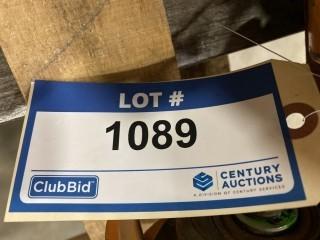 LOT #
1089
ClubBid
CENTURY
AUCTIONS
A DIVISION OF CENTURY SERVICES